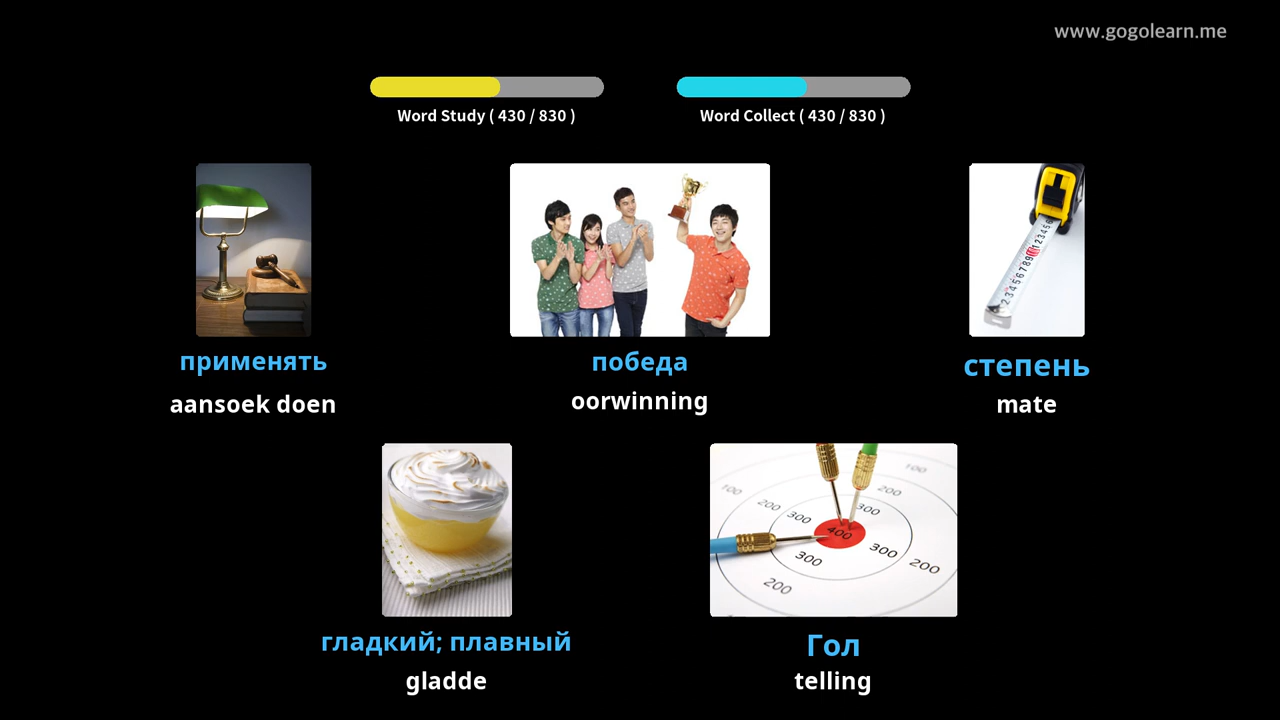 www.gogolearn.me
Word Study ( 430 / 830 )
Word Collect ( 430 / 830 )
применять
aansoek doen
победа
oorwinning
степень
mate
гладкий; плавный
gladde
Гол
telling